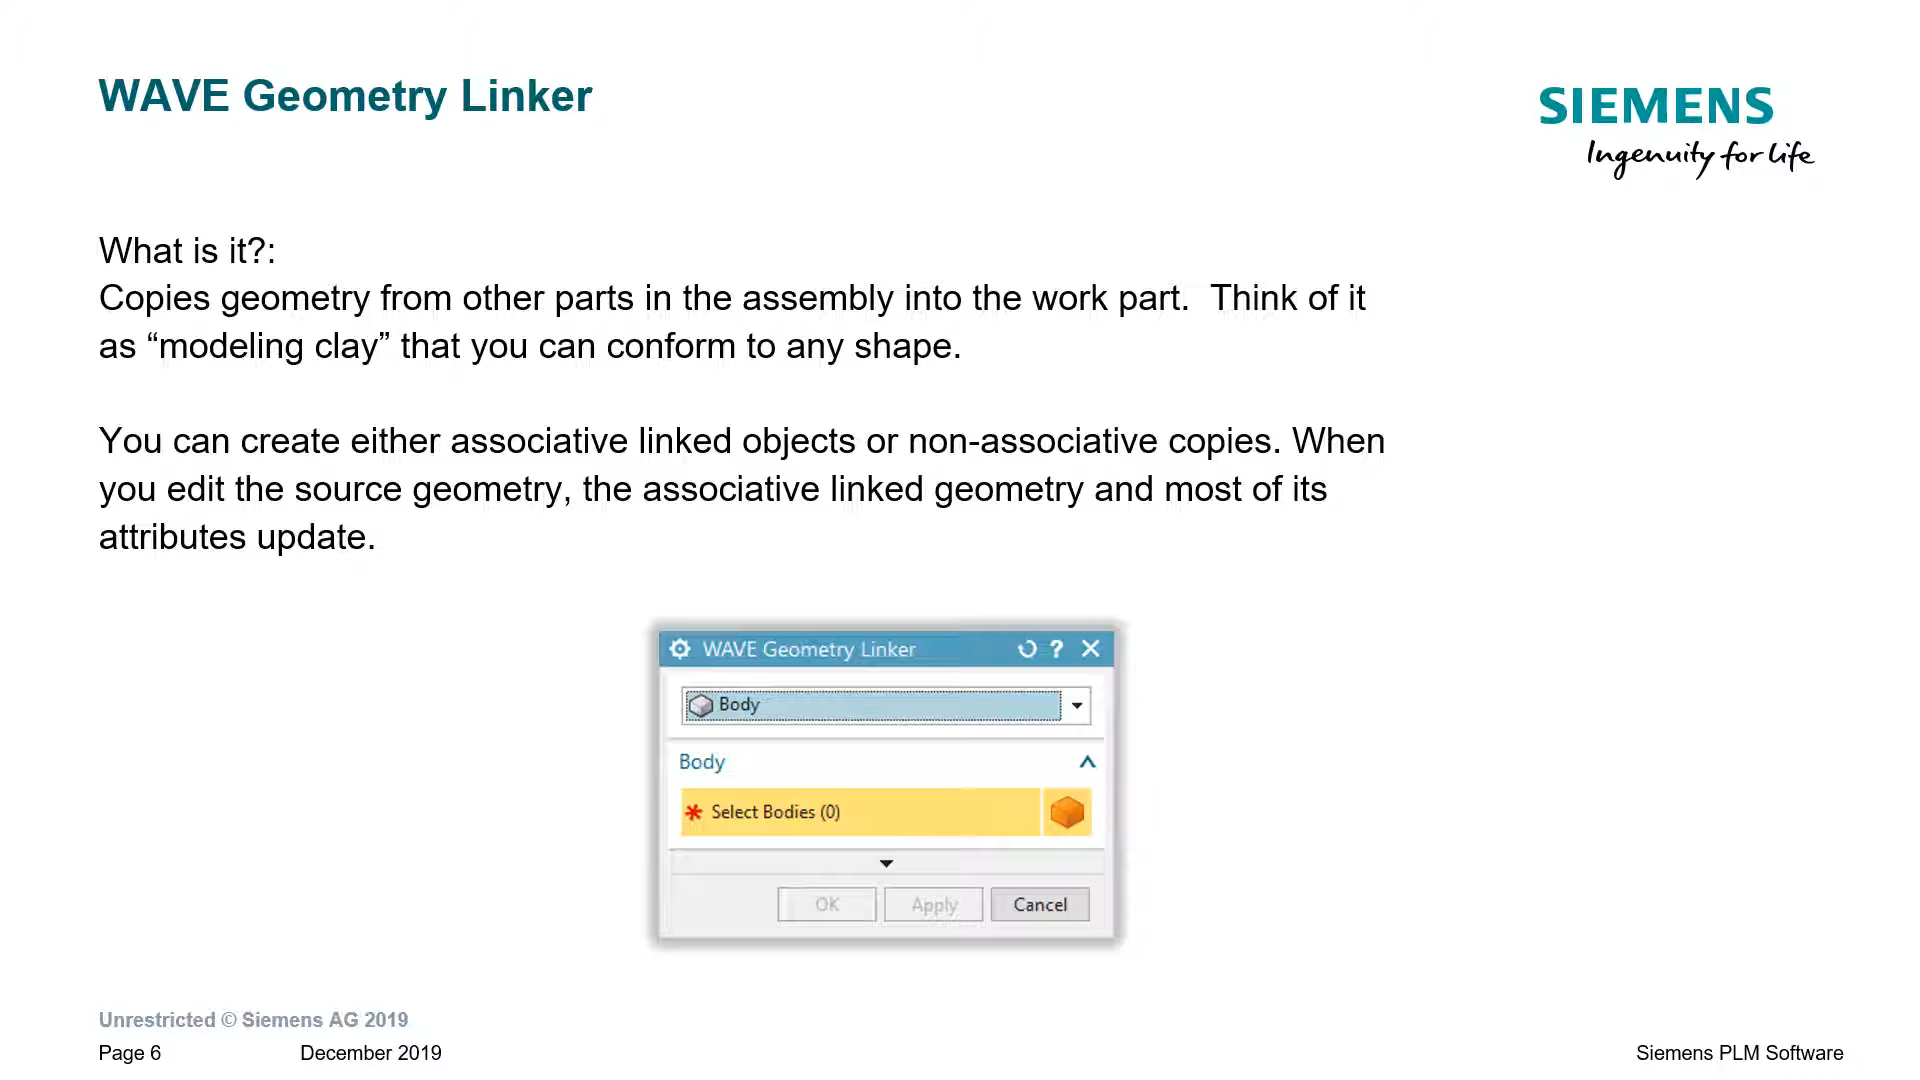 WAVE Geometry Linker
SIEMENS
Ingenuity for life
What is it?:
Copies geometry from other parts in the assembly into the work part.  Think of it
as “modeling clay” that you can conform to any shape.
You can create either associative linked objects or non-associative copies. When
you edit the source geometry, the associative linked geometry and most of its
attributes update.
WAVE Geometry Linker
Body
Body
* Select Bodies (0)
OK Apply Cancel
Unrestricted © Siemens AG 2019
Page 6 December 2019 Siemens PLM Software